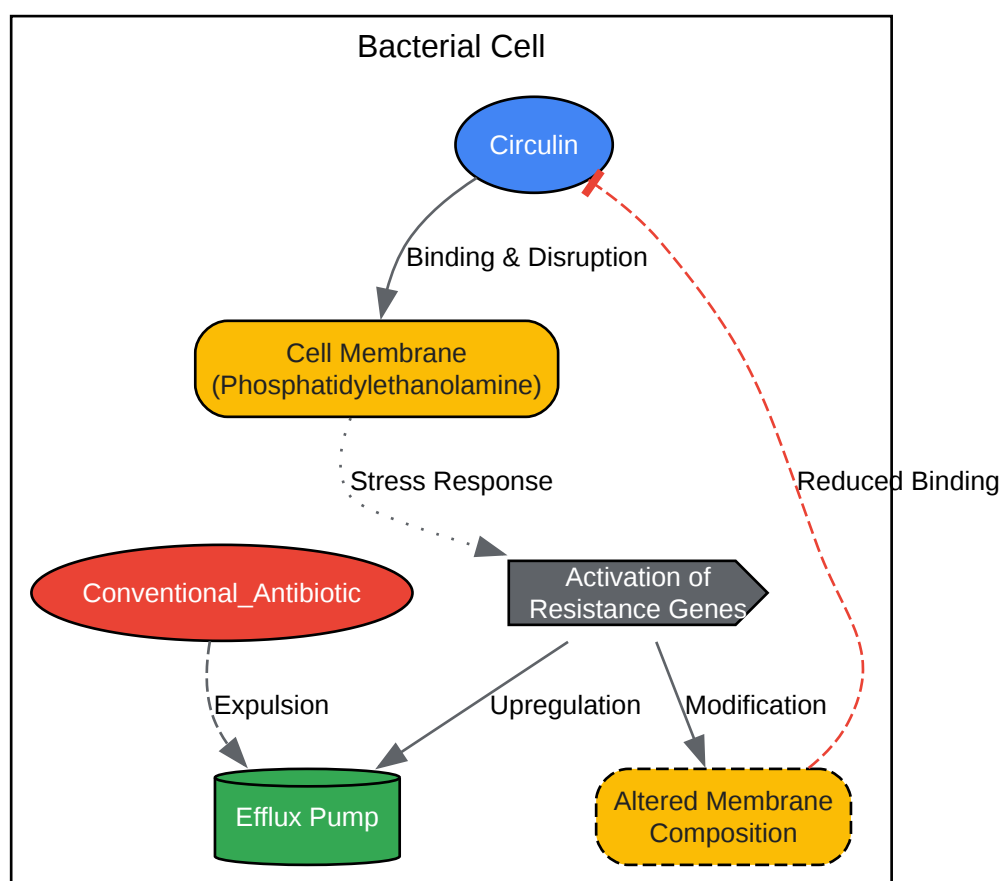 Bacterial Cell
Circulin
Binding & Disruption
Cell Membrane
(Phosphatidylethanolamine)
Stress Response
Reduced Binding
Conventional_Antibiotic
Activation of
Resistance Genes
Expulsion
Upregulation
Modification
Efflux Pump
Altered Membrane
Composition